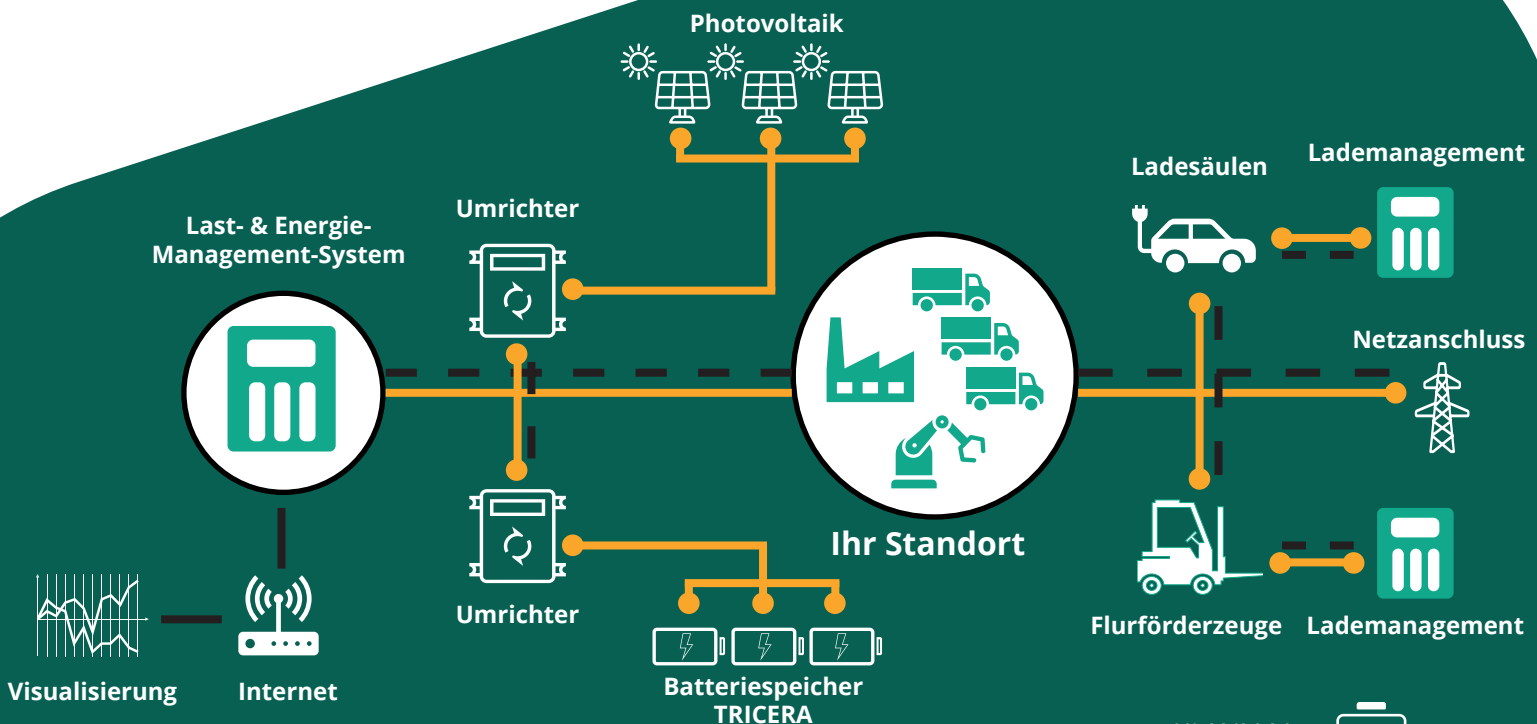 Photovoltaik
Ladesäulen
Lademanagement
Umrichter
Last- & Energie-
Management-System
Netzanschluss
Ihr Standort
Umrichter
Flurförderzeuge
Lademanagement
Visualisierung
Internet
Batteriespeicher
TRICERA